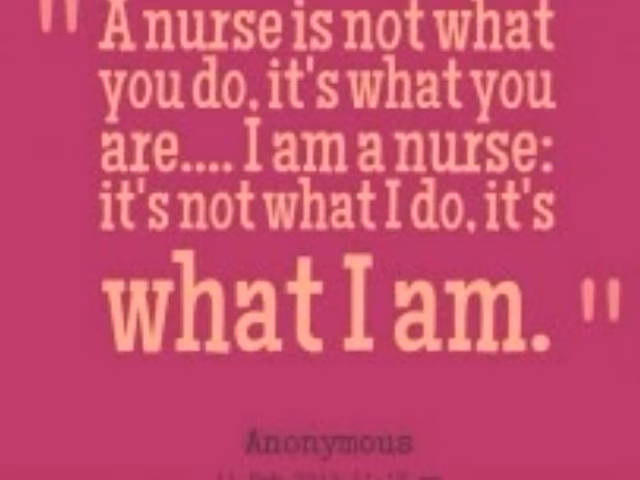 " A nurse is not what
you do, it's what you
are.... I am a nurse:
it's not what I do, it's
what I am. "
Anonymous